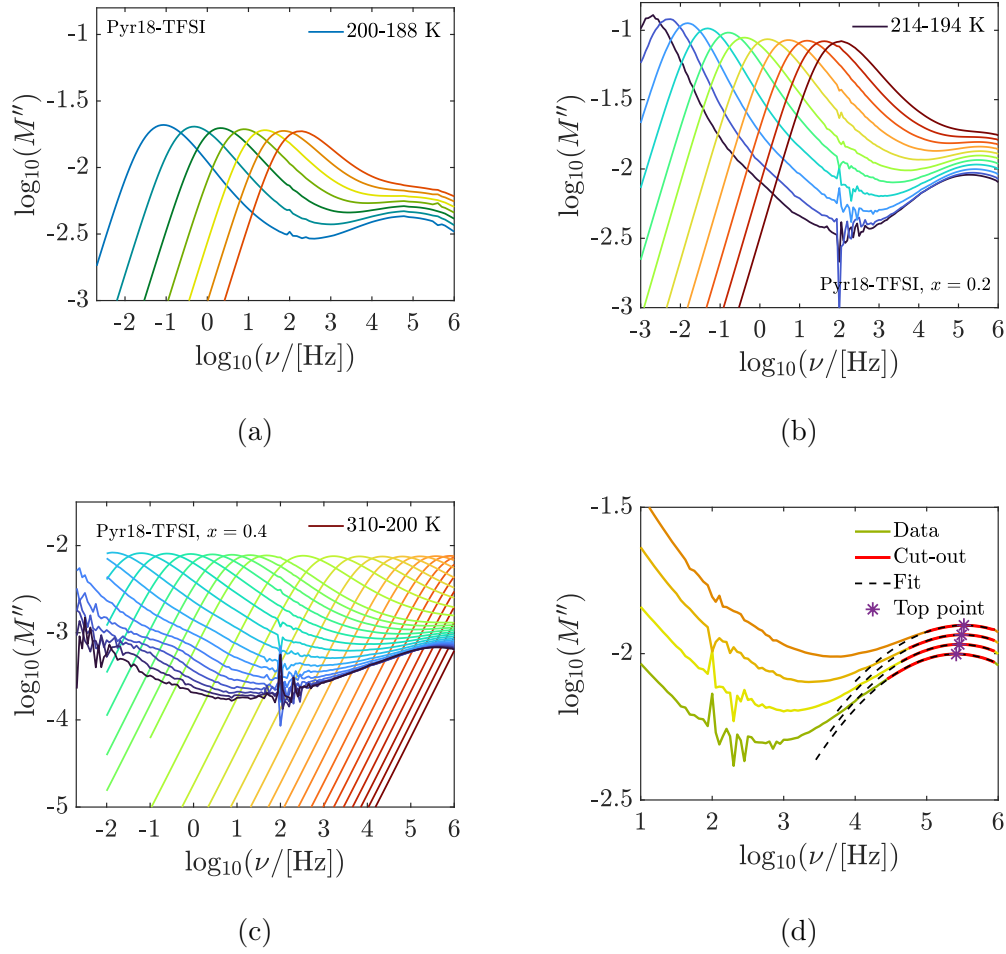 Pyr18-TFSI
200-188 K
-1
-1.5
-2
-2.5
-3
log₁₀(M″)
-2 -1 0 1 2 3 4 5 6
log₁₀(ν/[Hz])
(a)
214-194 K
-0.9
-1
-1.5
-2
-2.5
-3
log₁₀(M″)
Pyr18-TFSI, x = 0.2
-3 -2 -1 0 1 2 3 4 5 6
log₁₀(ν/[Hz])
(b)
Pyr18-TFSI, x = 0.4
310-200 K
-2
-3
-4
-5
log₁₀(M″)
-2 -1 0 1 2 3 4 5 6
log₁₀(ν/[Hz])
(c)
-1.5
-2
-2.5
log₁₀(M″)
Data
Cut-out
Fit
Top point
1 2 3 4 5 6
log₁₀(ν/[Hz])
(d)